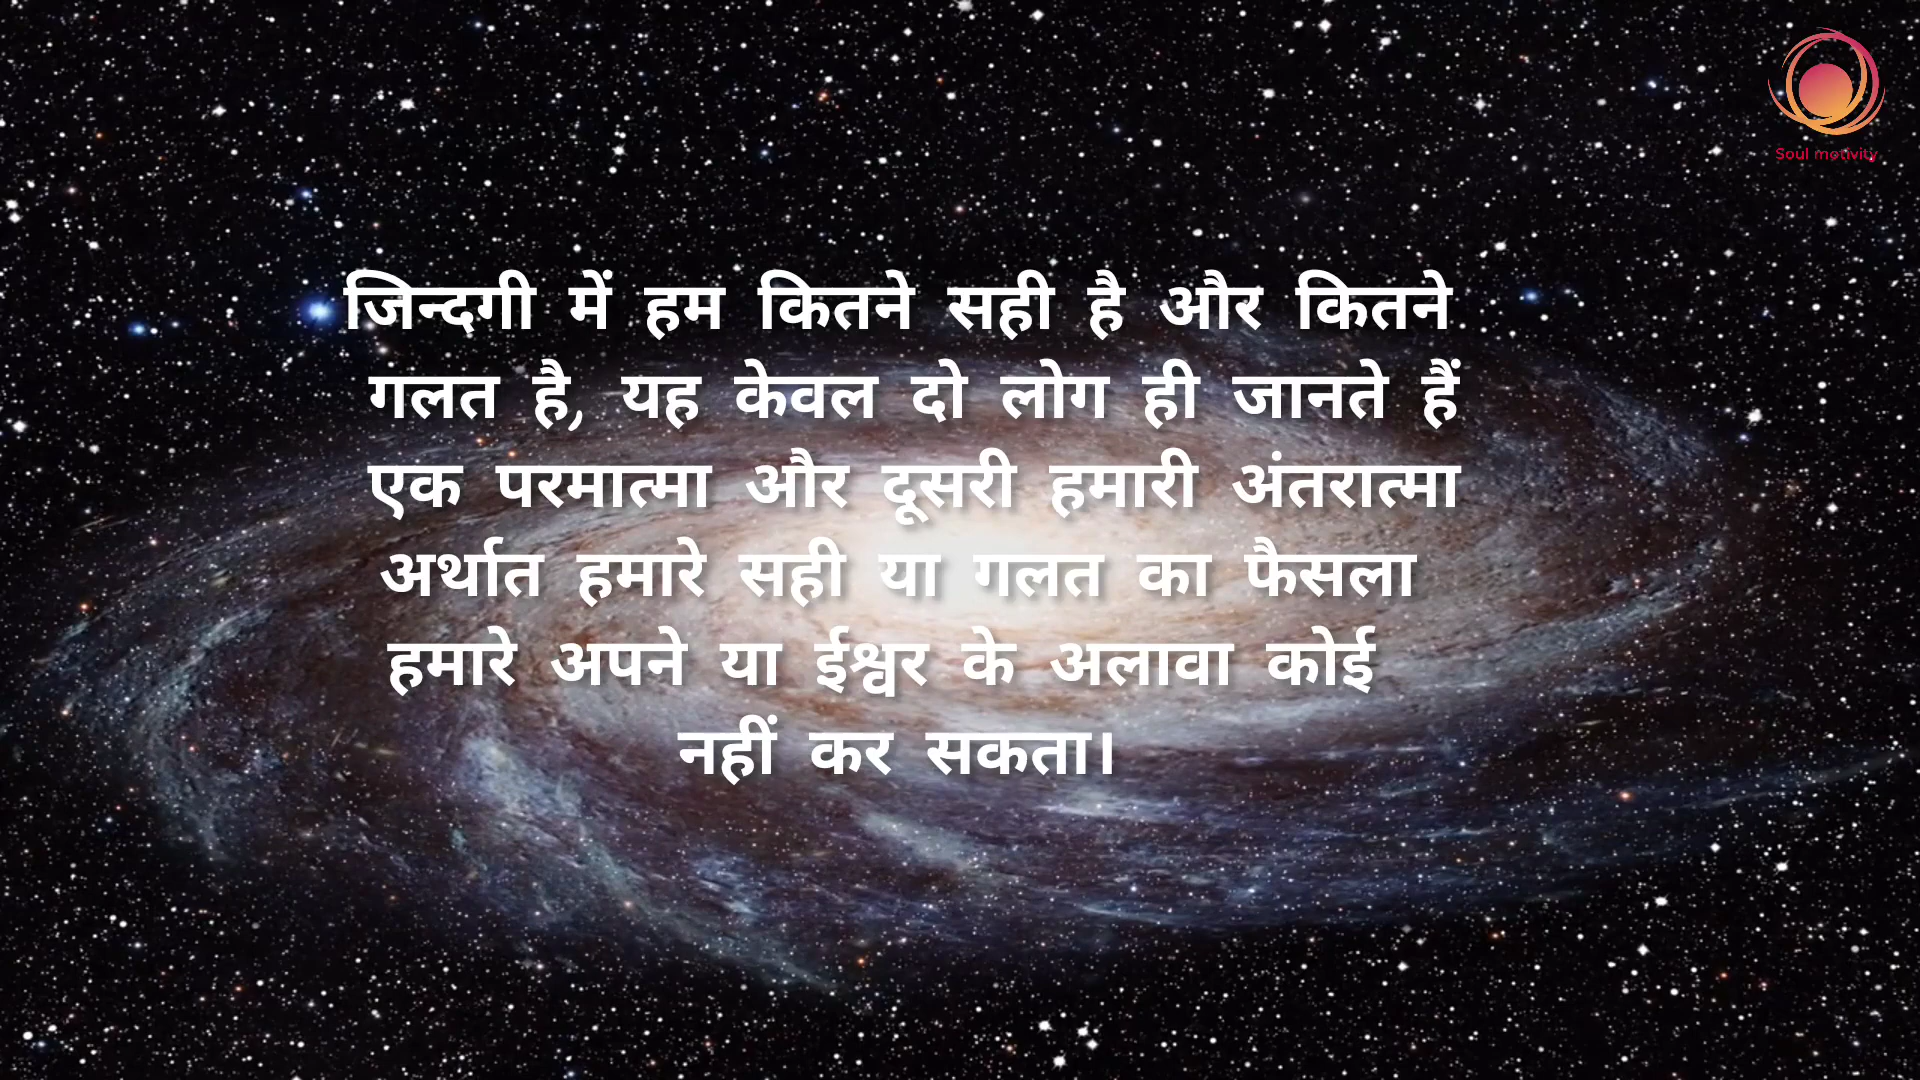 Soul motivity
जिन्दगी में हम कितने सही है और कितने
गलत है, यह केवल दो लोग ही जानते हैं
एक परमात्मा और दूसरी हमारी अंतरात्मा
अर्थात हमारे सही या गलत का फैसला
हमारे अपने या ईश्वर के अलावा कोई
नहीं कर सकता।